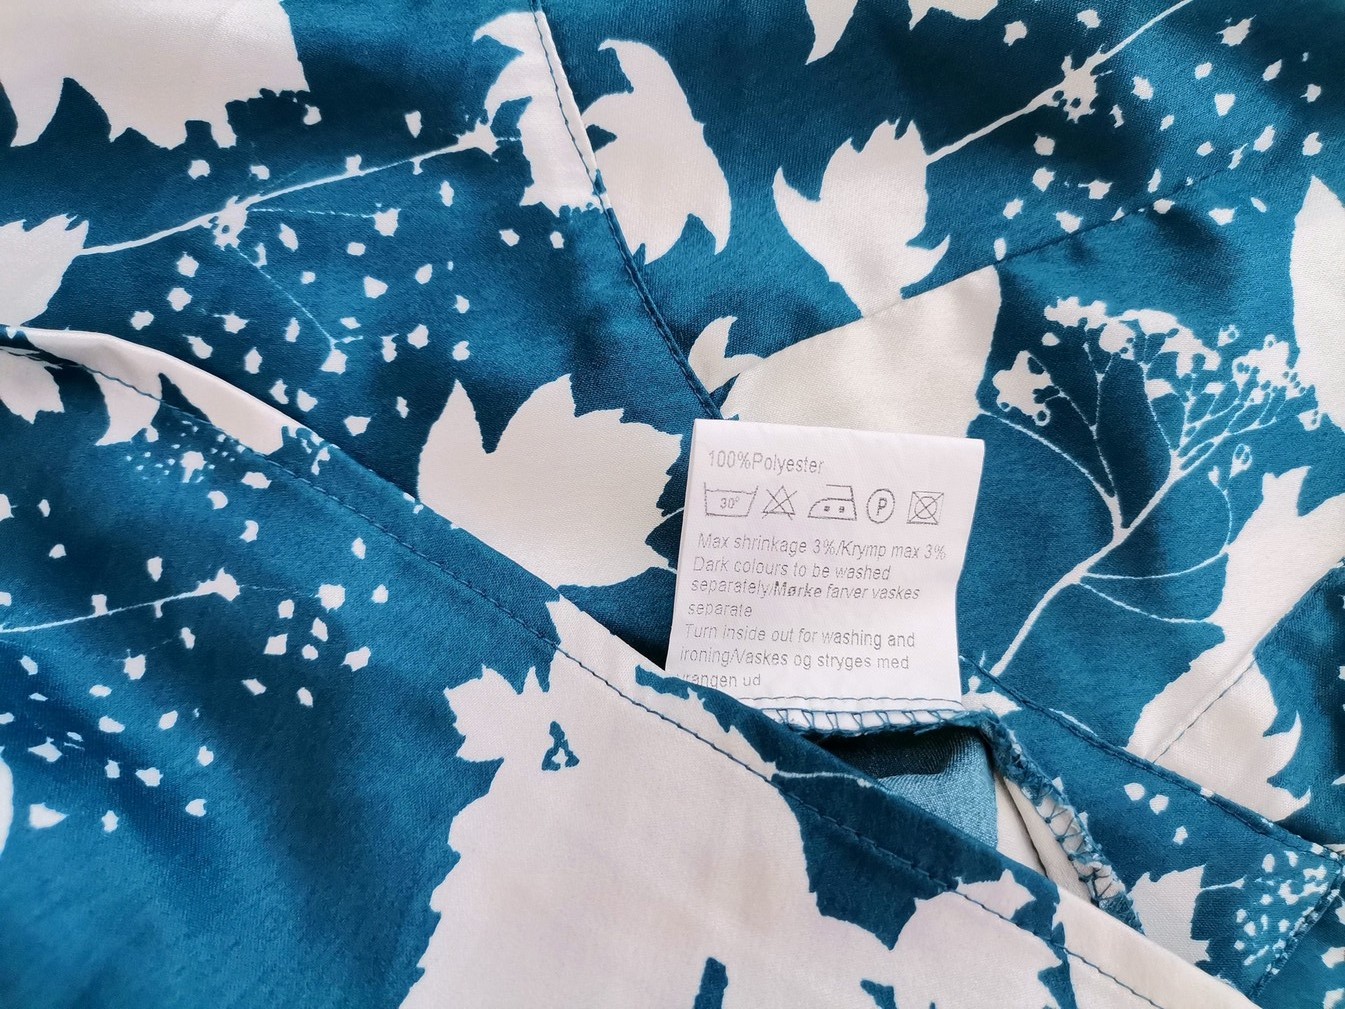 100%Polyester
30° P
Max shrinkage 3%/Krymp max 3%
Dark colours to be washed
separately/Mørke farver vaskes
separate
Turn inside out for washing and
ironing/Vaskes og stryges med
vrangen ud